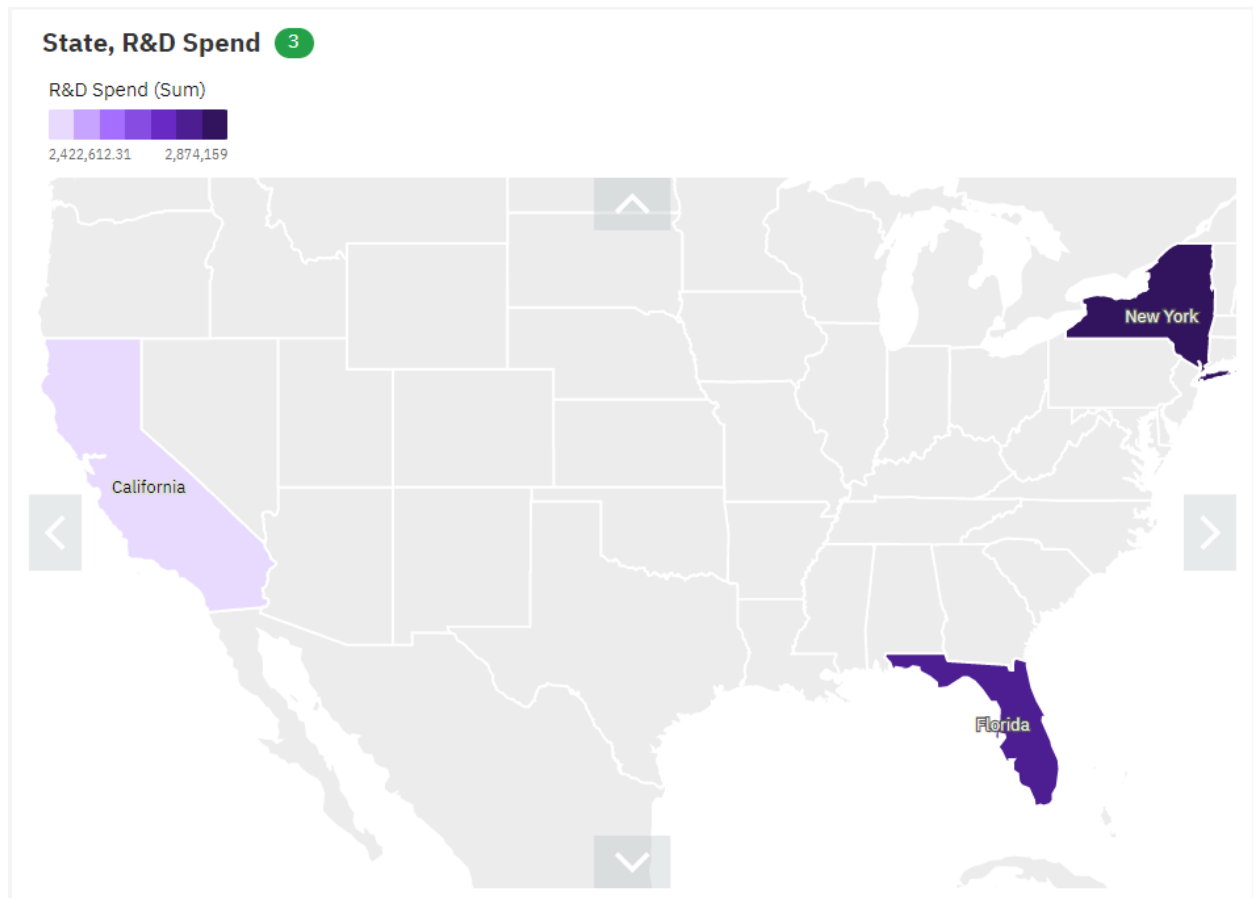 State, R&D Spend 3
R&D Spend (Sum)
2,422,612.31 2,874,159
New York
California
Florida